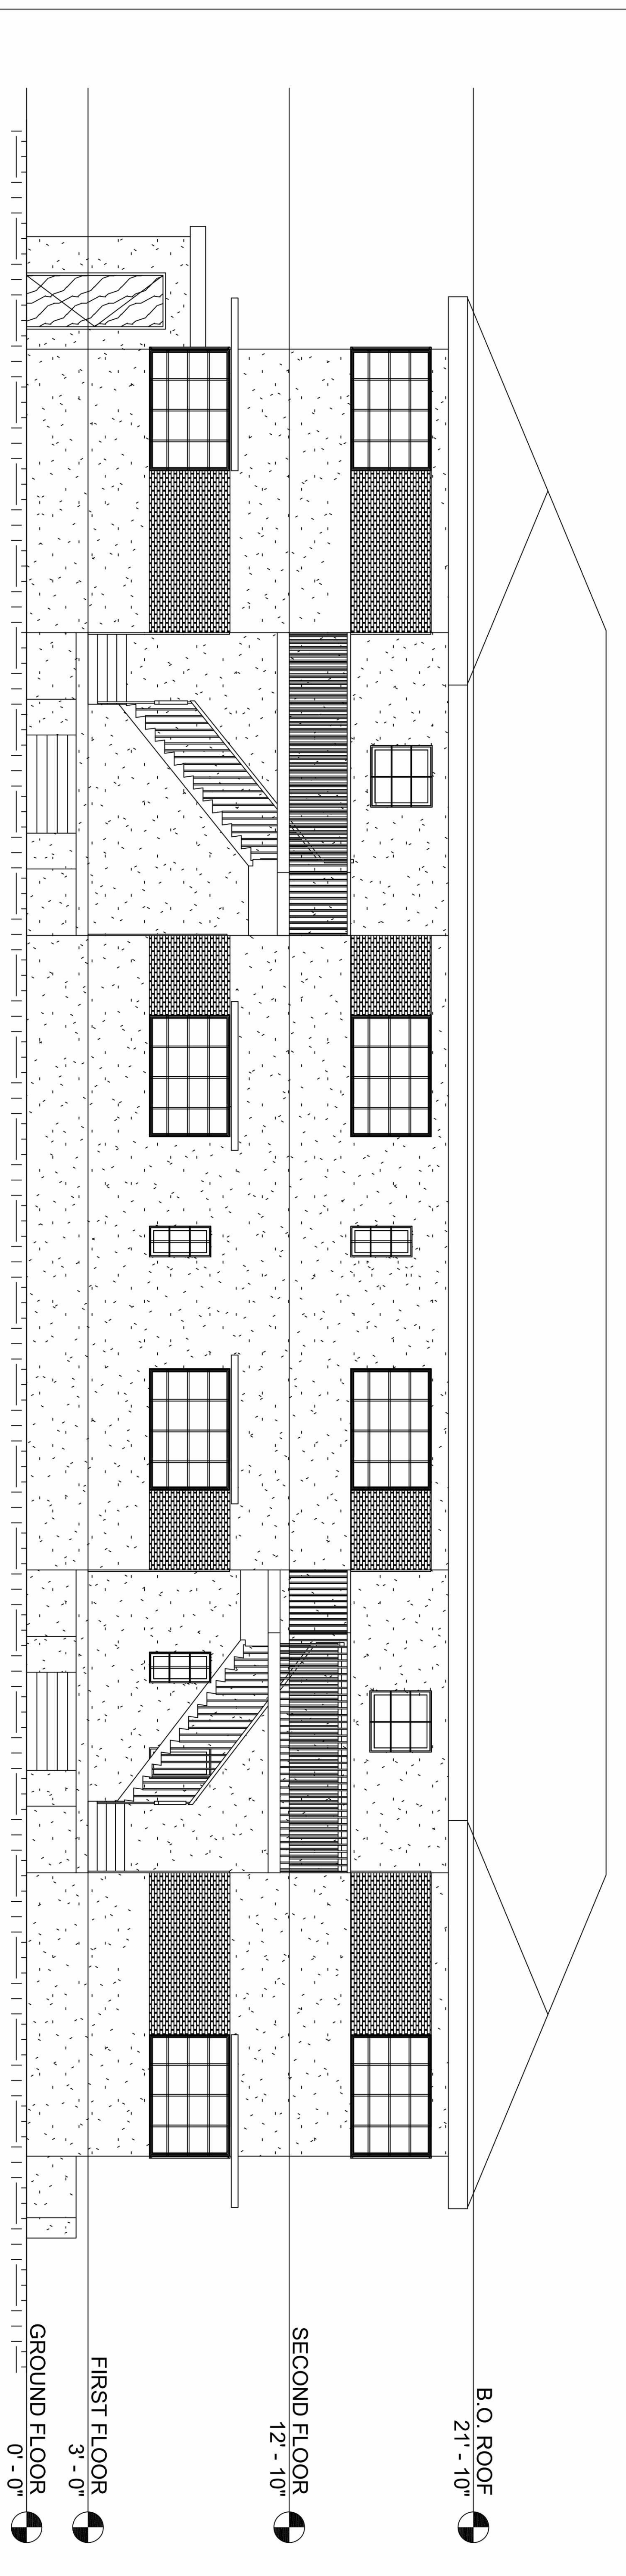 B.O. ROOF
21' - 10"
SECOND FLOOR
12' - 10"
FIRST FLOOR
3' - 0"
GROUND FLOOR
0' - 0"